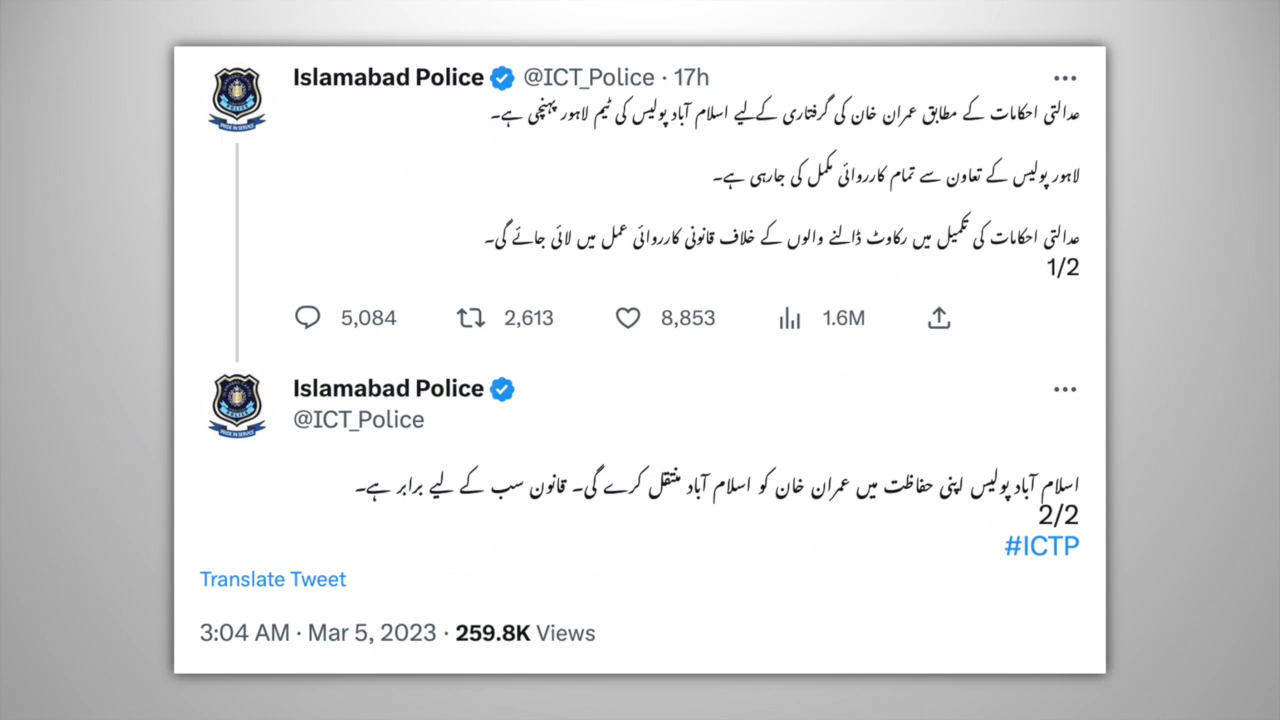 Islamabad Police @ICT_Police · 17h
عدالتی احکامات کے مطابق عمران خان کی گرفتاری کےلیے اسلام آباد پولیس کی ٹیم لاہور پہنچی ہے۔
لاہور پولیس کے تعاون سے تمام کارروائی مکمل کی جارہی ہے۔
عدالتی احکامات کی تکمیل میں رکاوٹ ڈالنے والوں کے خلاف قانونی کارروائی عمل میں لائی جائے گی۔
1/2
5,084 2,613 8,853 1.6M
Islamabad Police
@ICT_Police
اسلام آباد پولیس اپنی حفاظت میں عمران خان کو اسلام آباد منتقل کرے گی۔ قانون سب کے لیے برابر ہے۔
2/2
#ICTP
Translate Tweet
3:04 AM · Mar 5, 2023 · 259.8K Views